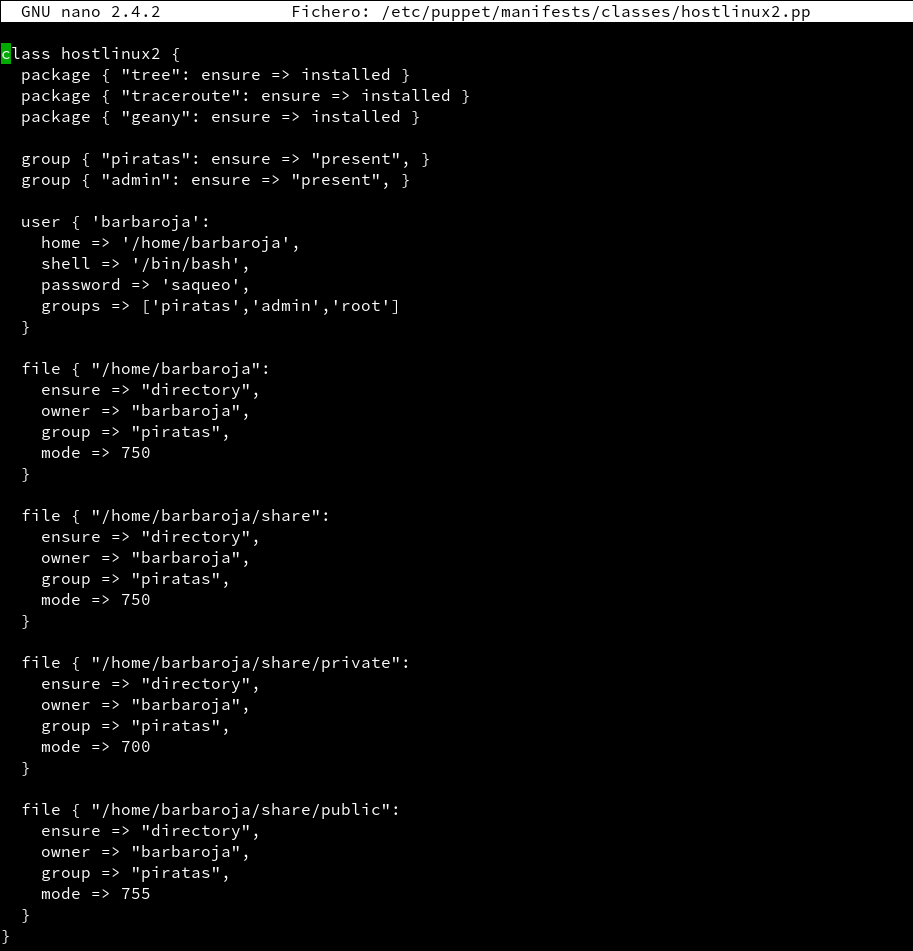 GNU nano 2.4.2 Fichero: /etc/puppet/manifests/classes/hostlinux2.pp
class hostlinux2 {
  package { "tree": ensure => installed }
  package { "traceroute": ensure => installed }
  package { "geany": ensure => installed }

  group { "piratas": ensure => "present", }
  group { "admin": ensure => "present", }

  user { 'barbaroja':
    home => '/home/barbaroja',
    shell => '/bin/bash',
    password => 'saqueo',
    groups => ['piratas','admin','root']
  }

  file { "/home/barbaroja":
    ensure => "directory",
    owner => "barbaroja",
    group => "piratas",
    mode => 750
  }

  file { "/home/barbaroja/share":
    ensure => "directory",
    owner => "barbaroja",
    group => "piratas",
    mode => 750
  }

  file { "/home/barbaroja/share/private":
    ensure => "directory",
    owner => "barbaroja",
    group => "piratas",
    mode => 700
  }

  file { "/home/barbaroja/share/public":
    ensure => "directory",
    owner => "barbaroja",
    group => "piratas",
    mode => 755
  }
}